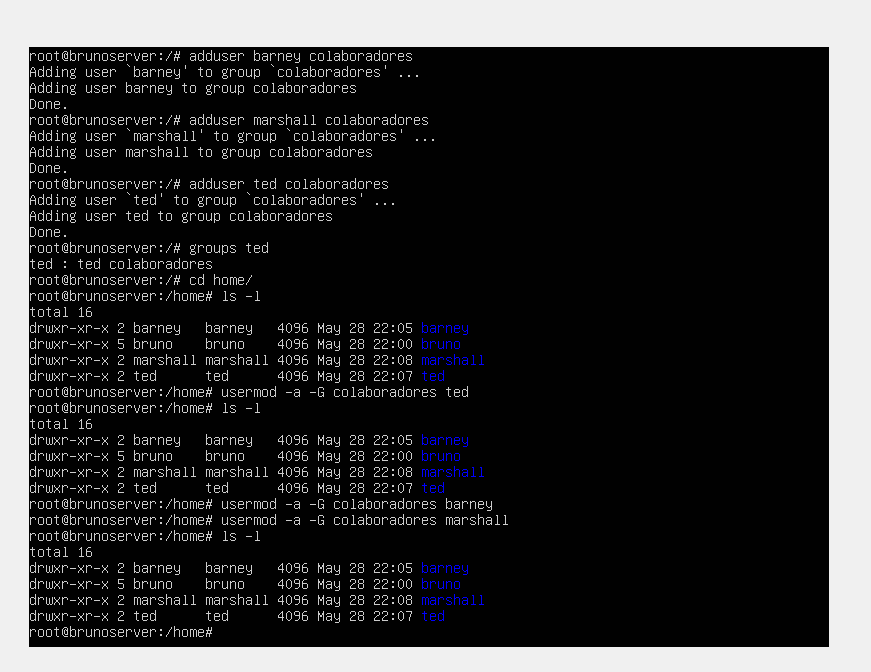 root@brunoserver:/# adduser barney colaboradores
Adding user `barney' to group `colaboradores' ...
Adding user barney to group colaboradores
Done.
root@brunoserver:/# adduser marshall colaboradores
Adding user `marshall' to group `colaboradores' ...
Adding user marshall to group colaboradores
Done.
root@brunoserver:/# adduser ted colaboradores
Adding user `ted' to group `colaboradores' ...
Adding user ted to group colaboradores
Done.
root@brunoserver:/# groups ted
ted : ted colaboradores
root@brunoserver:/# cd home/
root@brunoserver:/home# ls -l
total 16
drwxr-xr-x 2 barney   barney   4096 May 28 22:05 barney
drwxr-xr-x 5 bruno    bruno    4096 May 28 22:00 bruno
drwxr-xr-x 2 marshall marshall 4096 May 28 22:08 marshall
drwxr-xr-x 2 ted      ted      4096 May 28 22:07 ted
root@brunoserver:/home# usermod -a -G colaboradores ted
root@brunoserver:/home# ls -l
total 16
drwxr-xr-x 2 barney   barney   4096 May 28 22:05 barney
drwxr-xr-x 5 bruno    bruno    4096 May 28 22:00 bruno
drwxr-xr-x 2 marshall marshall 4096 May 28 22:08 marshall
drwxr-xr-x 2 ted      ted      4096 May 28 22:07 ted
root@brunoserver:/home# usermod -a -G colaboradores barney
root@brunoserver:/home# usermod -a -G colaboradores marshall
root@brunoserver:/home# ls -l
total 16
drwxr-xr-x 2 barney   barney   4096 May 28 22:05 barney
drwxr-xr-x 5 bruno    bruno    4096 May 28 22:00 bruno
drwxr-xr-x 2 marshall marshall 4096 May 28 22:08 marshall
drwxr-xr-x 2 ted      ted      4096 May 28 22:07 ted
root@brunoserver:/home#